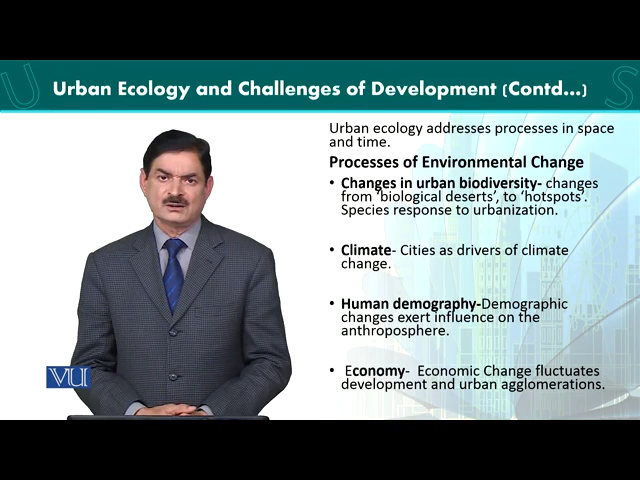 Urban Ecology and Challenges of Development (Contd...)
Urban ecology addresses processes in space
and time.
Processes of Environmental Change
• Changes in urban biodiversity- changes
from 'biological deserts', to 'hotspots'.
Species response to urbanization.
• Climate- Cities as drivers of climate
change.
• Human demography-Demographic
changes exert influence on the
anthroposphere.
• Economy- Economic Change fluctuates
development and urban agglomerations.
VU
U
S